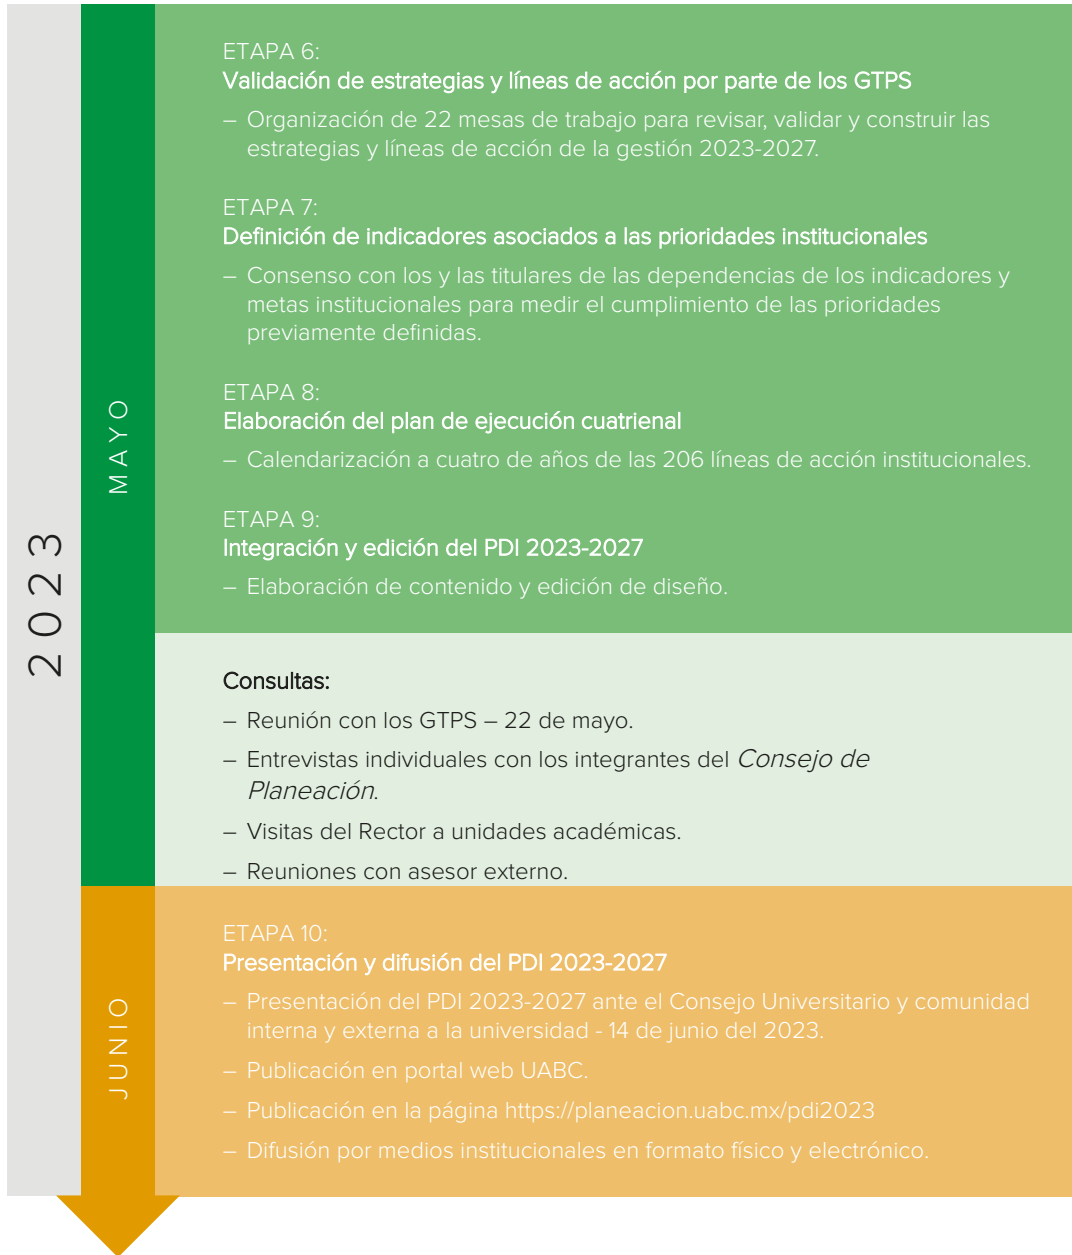 2023
MAYO
ETAPA 6:
Validación de estrategias y líneas de acción por parte de los GTPS
– Organización de 22 mesas de trabajo para revisar, validar y construir las
estrategias y líneas de acción de la gestión 2023-2027.
ETAPA 7:
Definición de indicadores asociados a las prioridades institucionales
– Consenso con los y las titulares de las dependencias de los indicadores y
metas institucionales para medir el cumplimiento de las prioridades
previamente definidas.
ETAPA 8:
Elaboración del plan de ejecución cuatrienal
– Calendarización a cuatro de años de las 206 líneas de acción institucionales.
ETAPA 9:
Integración y edición del PDI 2023-2027
– Elaboración de contenido y edición de diseño.
Consultas:
– Reunión con los GTPS – 22 de mayo.
– Entrevistas individuales con los integrantes del Consejo de
Planeación.
– Visitas del Rector a unidades académicas.
– Reuniones con asesor externo.
JUNIO
ETAPA 10:
Presentación y difusión del PDI 2023-2027
– Presentación del PDI 2023-2027 ante el Consejo Universitario y comunidad
interna y externa a la universidad - 14 de junio del 2023.
– Publicación en portal web UABC.
– Publicación en la página https://planeacion.uabc.mx/pdi2023
– Difusión por medios institucionales en formato físico y electrónico.